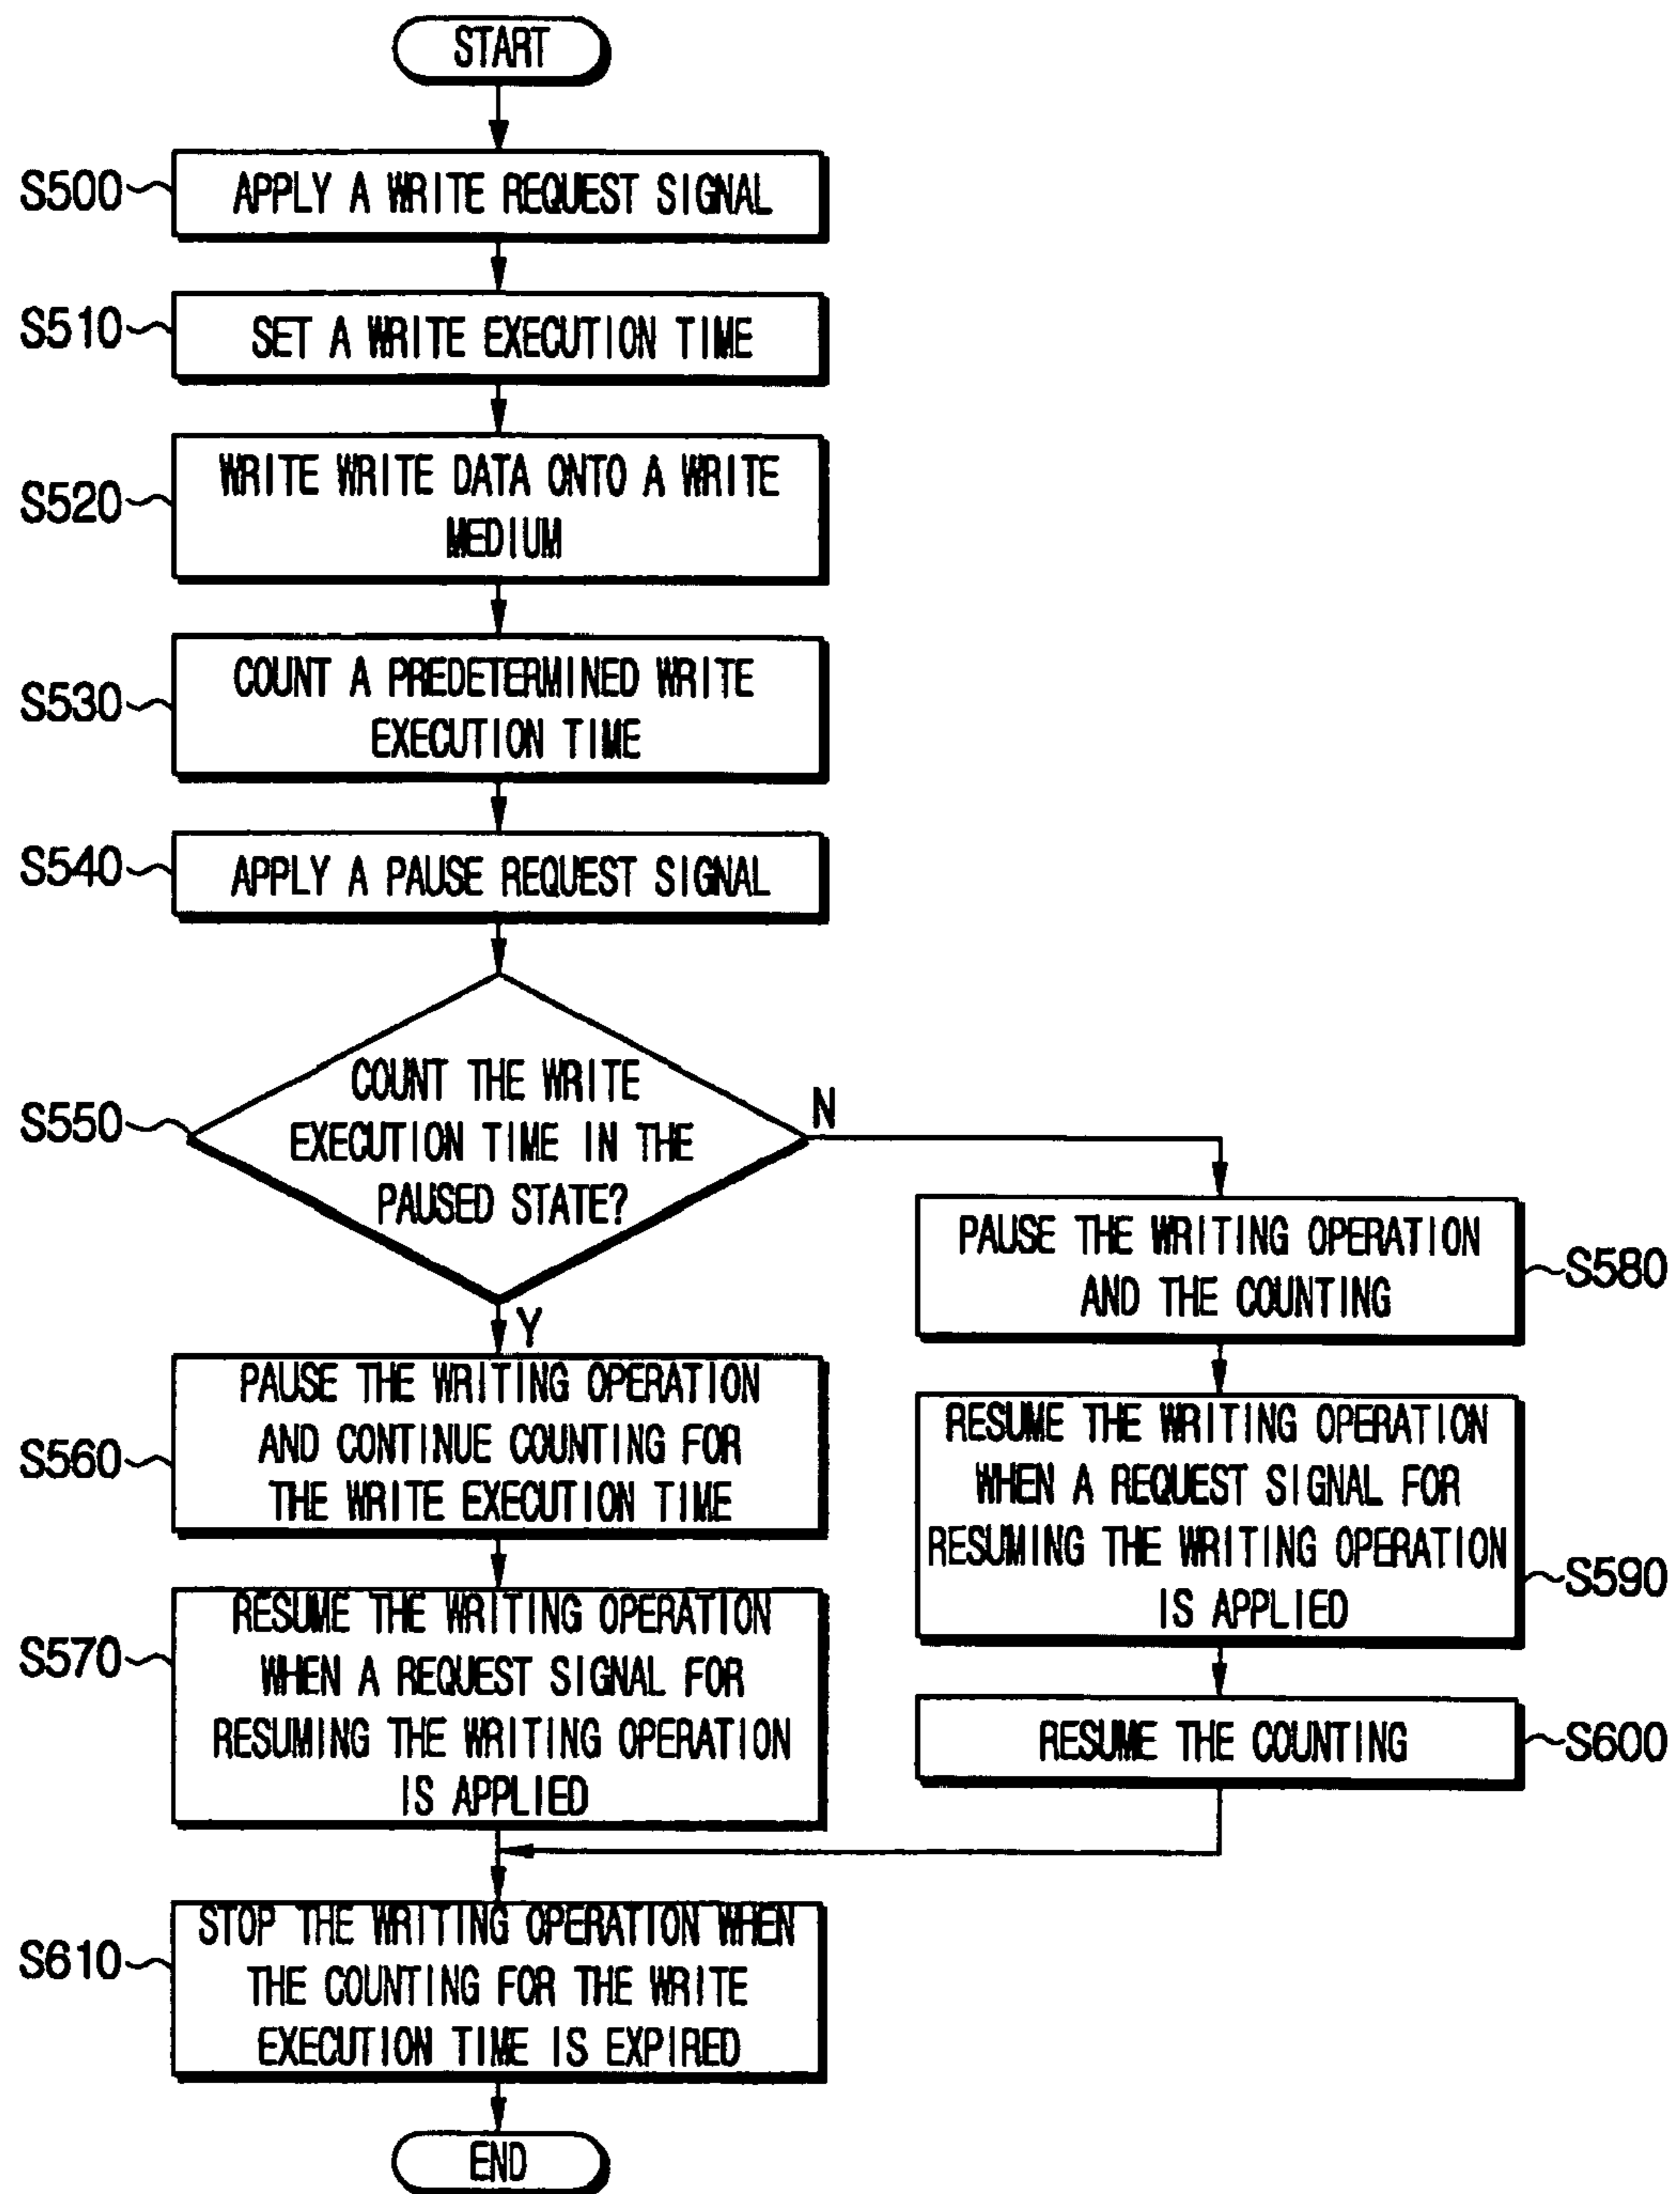 START
S500
APPLY A WRITE REQUEST SIGNAL
S510
SET A WRITE EXECUTION TIME
S520
WRITE WRITE DATA ONTO A WRITE
MEDIUM
S530
COUNT A PREDETERMINED WRITE
EXECUTION TIME
S540
APPLY A PAUSE REQUEST SIGNAL
S550
COUNT THE WRITE
EXECUTION TIME IN THE
PAUSED STATE?
N
Y
S560
PAUSE THE WRITING OPERATION
AND CONTINUE COUNTING FOR
THE WRITE EXECUTION TIME
S570
RESUME THE WRITING OPERATION
WHEN A REQUEST SIGNAL FOR
RESUMING THE WRITING OPERATION
IS APPLIED
PAUSE THE WRITING OPERATION
AND THE COUNTING
S580
RESUME THE WRITING OPERATION
WHEN A REQUEST SIGNAL FOR
RESUMING THE WRITING OPERATION
IS APPLIED
S590
RESUME THE COUNTING
S600
S610
STOP THE WRITING OPERATION WHEN
THE COUNTING FOR THE WRITE
EXECUTION TIME IS EXPIRED
END